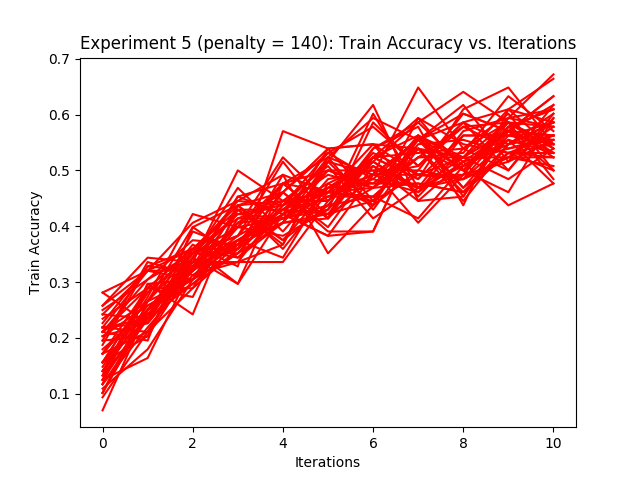 Experiment 5 (penalty = 140): Train Accuracy vs. Iterations
0.7
0.6
0.5
0.4
0.3
0.2
0.1
Train Accuracy
0 2 4 6 8 10
Iterations